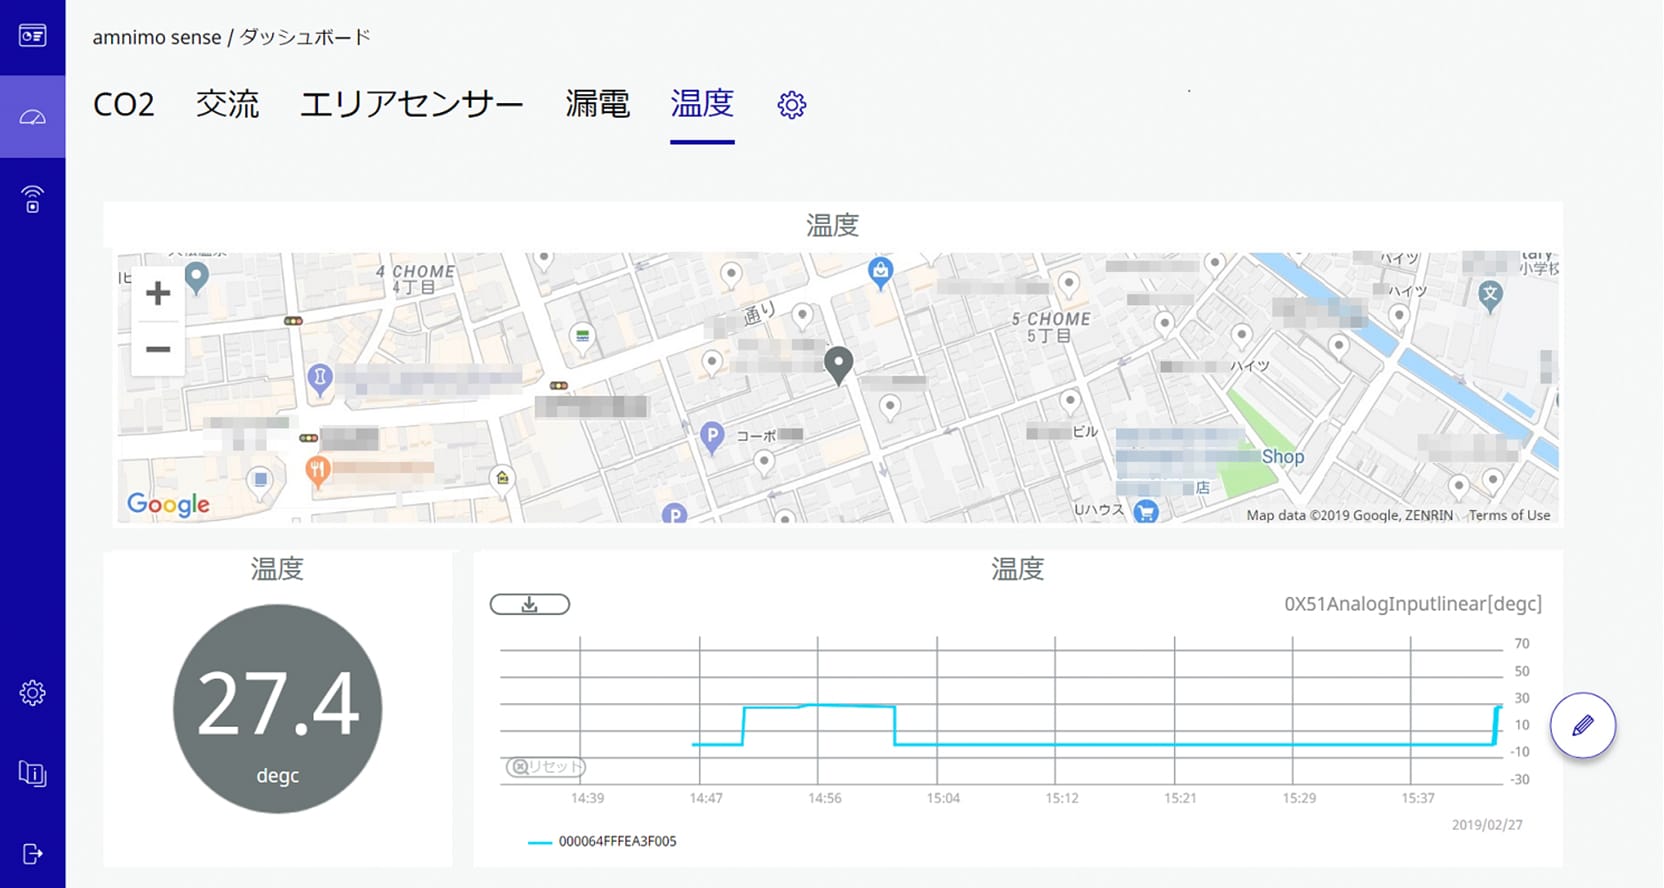 amnimo sense / ダッシュボード
CO2 交流 エリアセンサー 漏電 温度
温度
4 CHOME
4丁目
通り
5 CHOME
5丁目
ハイツ
小学校
文
ハイツ
ハイツ
P
コーポ
ビル
Shop
店
P
Uハウス
Google
Map data ©2019 Google, ZENRIN
Terms of Use
温度
27.4
degc
温度
0X51AnalogInputlinear[degc]
70
50
30
10
-10
-30
リセット
14:39 14:47 14:56 15:04 15:12 15:21 15:29 15:37
2019/02/27
000064FFFEA3F005